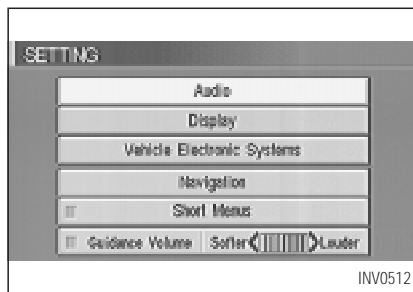 SETTING
Audio
Display
Vehicle Electronic Systems
Navigation
Short Menus
Guidance Volume Softer Louder
INV0512